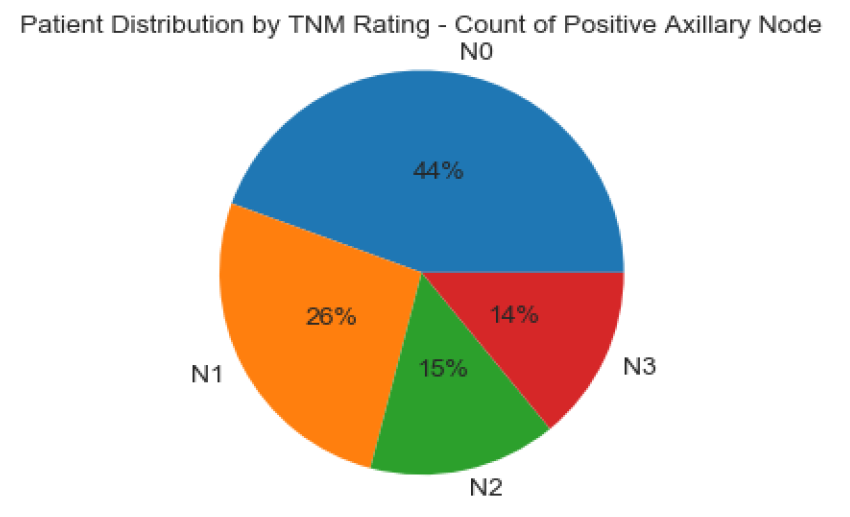 Patient Distribution by TNM Rating - Count of Positive Axillary Node
N0
44%
26%
14%
15%
N1
N3
N2